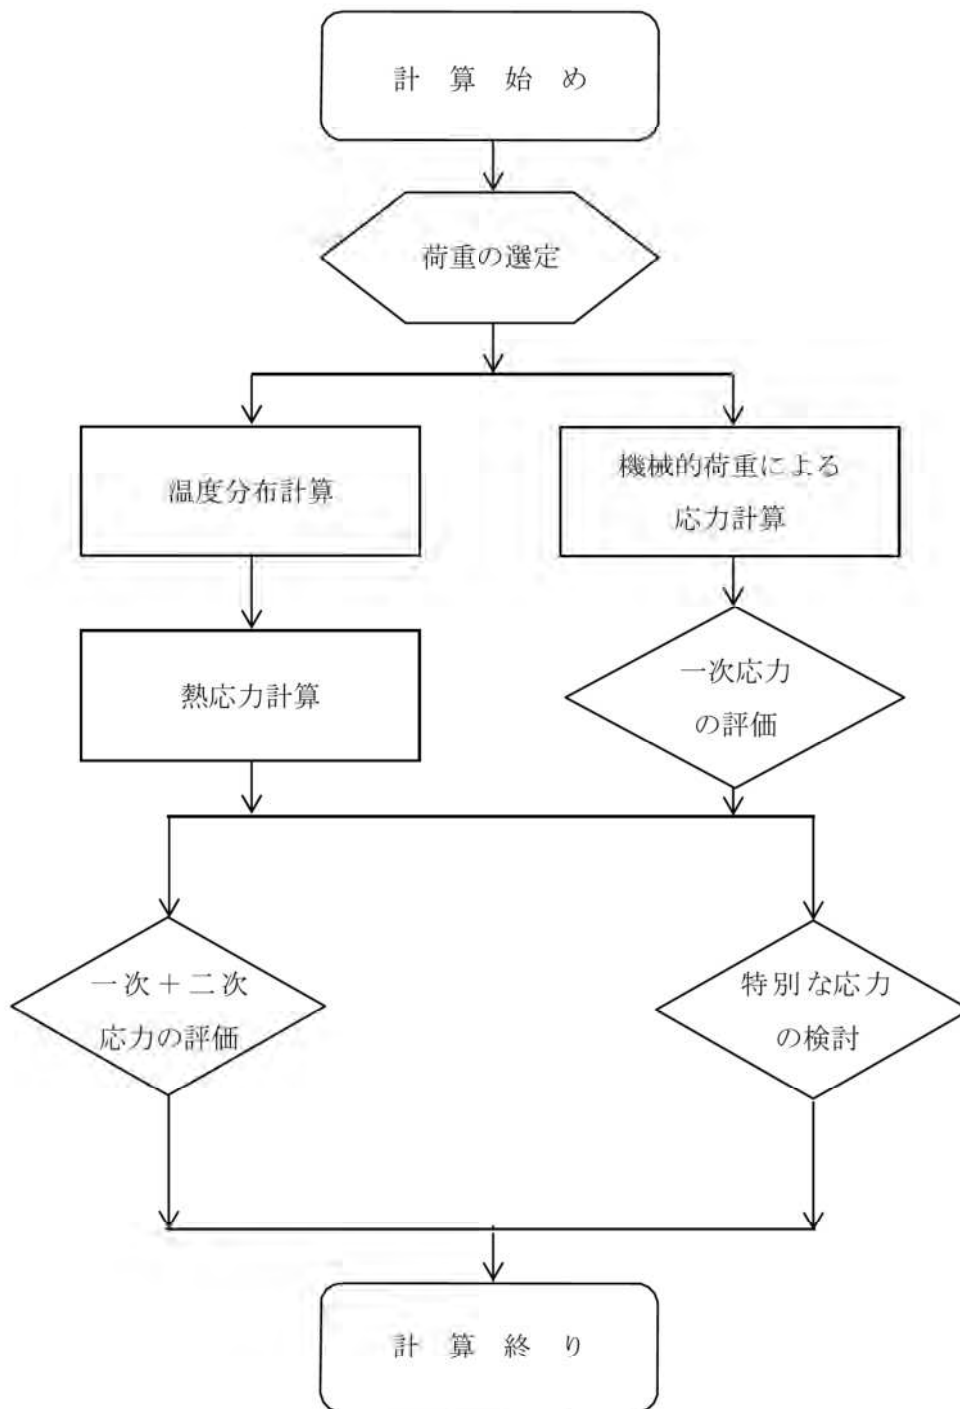 計算始め
荷重の選定
温度分布計算
機械的荷重による
応力計算
熱応力計算
一次応力
の評価
一次＋二次
応力の評価
特別な応力
の検討
計算終り